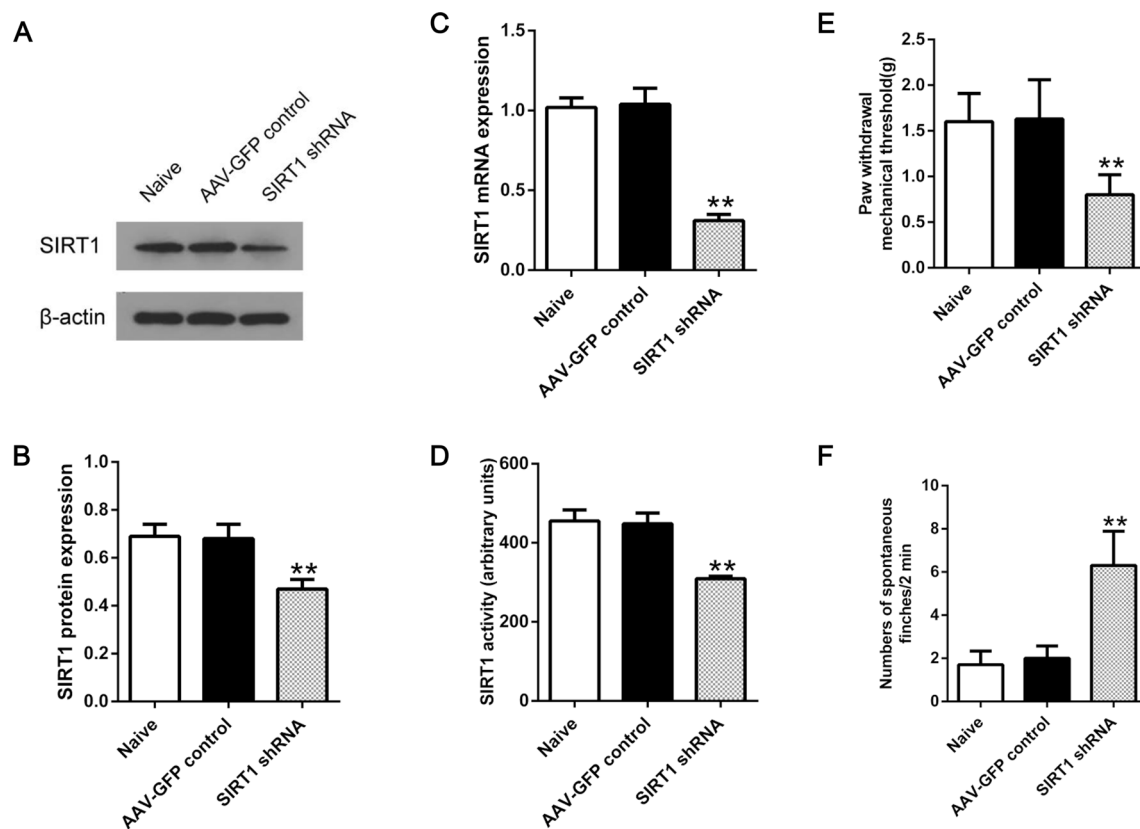 A
Naive
AAV-GFP control
SIRT1 shRNA
SIRT1
β-actin
B
SIRT1 protein expression
1.0
0.8
0.6
0.4
0.2
0.0
**
Naive
AAV-GFP control
SIRT1 shRNA
C
SIRT1 mRNA expression
1.5
1.0
0.5
0.0
**
Naive
AAV-GFP control
SIRT1 shRNA
D
SIRT1 activity (arbitrary units)
600
400
200
0
**
Naive
AAV-GFP control
SIRT1 shRNA
E
Paw withdrawal
mechanical threshold(g)
2.5
2.0
1.5
1.0
0.5
0.0
**
Naive
AAV-GFP control
SIRT1 shRNA
F
Numbers of spontaneous
finches/2 min
10
8
6
4
2
0
**
Naive
AAV-GFP control
SIRT1 shRNA